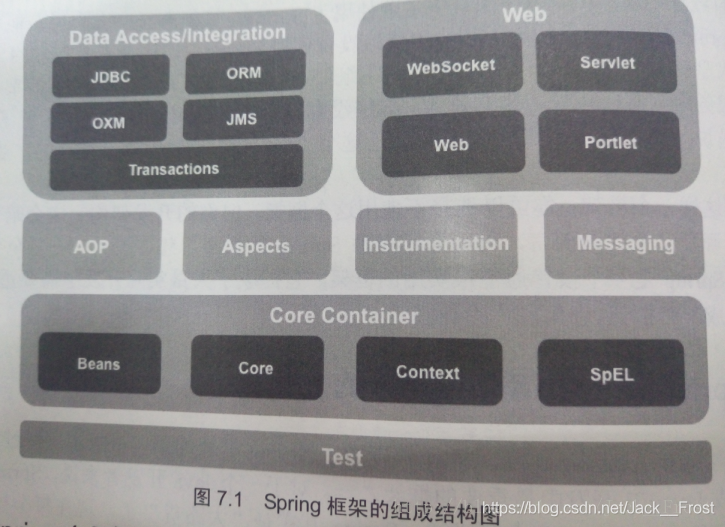 Data Access/Integration
JDBC
ORM
OXM
JMS
Transactions
Web
WebSocket
Servlet
Web
Portlet
AOP
Aspects
Instrumentation
Messaging
Core Container
Beans
Core
Context
SpEL
Test
图 7.1 Spring 框架的组成结构图
https://blog.csdn.net/Jack__Frost